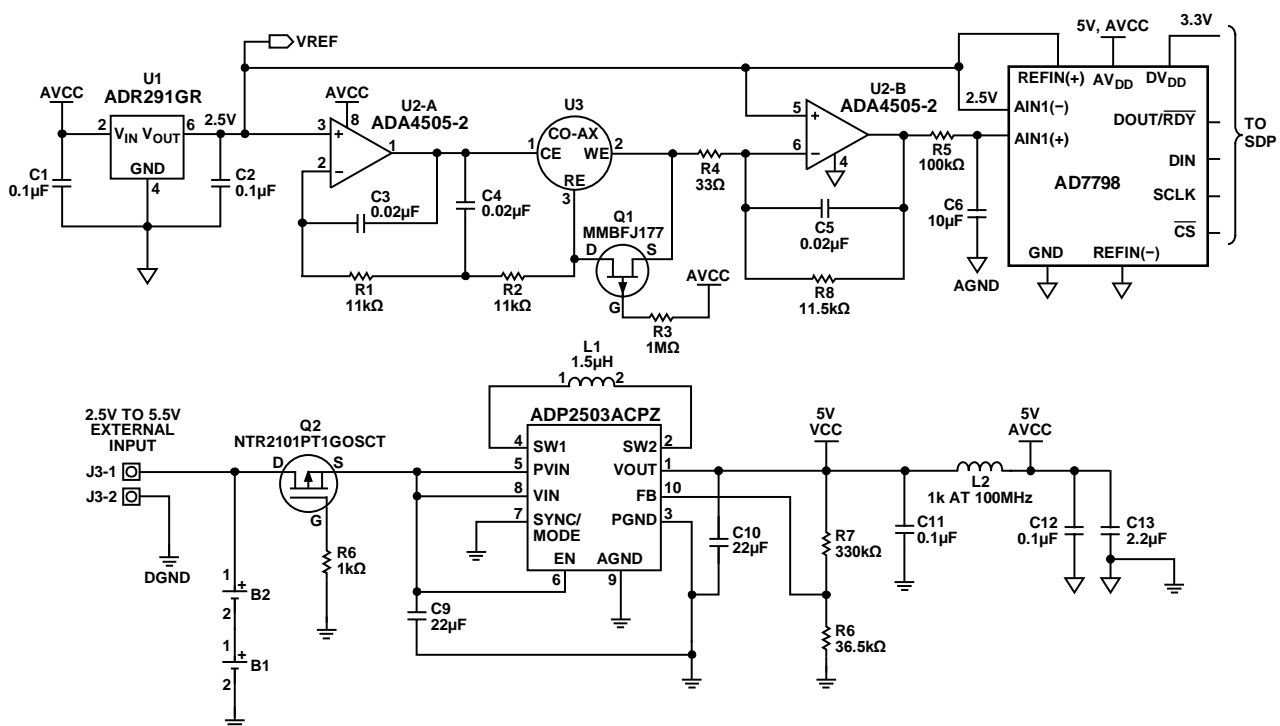 VREF
U1
ADR291GR
AVCC
2
VIN VOUT
6
2.5V
GND
4
C1
0.1µF
C2
0.1µF
AVCC
8
U2-A
ADA4505-2
3
+
2
−
1
C3
0.02µF
C4
0.02µF
R1
11kΩ
R2
11kΩ
U3
CO-AX
1
CE
WE
2
RE
3
Q1
MMBFJ177
D
S
G
R3
1MΩ
AVCC
R4
33Ω
U2-B
ADA4505-2
5
+
6
−
4
C5
0.02µF
R8
11.5kΩ
R5
100kΩ
C6
10µF
AGND
2.5V
5V, AVCC
3.3V
REFIN(+)
AVDD
DVDD
AIN1(−)
AIN1(+)
DOUT/RDY
DIN
SCLK
CS
AD7798
GND
REFIN(−)
TO
SDP
2.5V TO 5.5V
EXTERNAL
INPUT
J3-1
J3-2
DGND
Q2
NTR2101PT1GOSCT
D
S
G
R6
1kΩ
1
+
B2
2
1
+
B1
2
L1
1.5µH
1
2
ADP2503ACPZ
4
SW1
SW2
2
5
PVIN
VOUT
1
8
VIN
FB
10
7
SYNC/
MODE
PGND
3
EN
6
AGND
9
C9
22µF
C10
22µF
5V
VCC
R7
330kΩ
R6
36.5kΩ
C11
0.1µF
L2
1k AT 100MHz
5V
AVCC
C12
0.1µF
C13
2.2µF